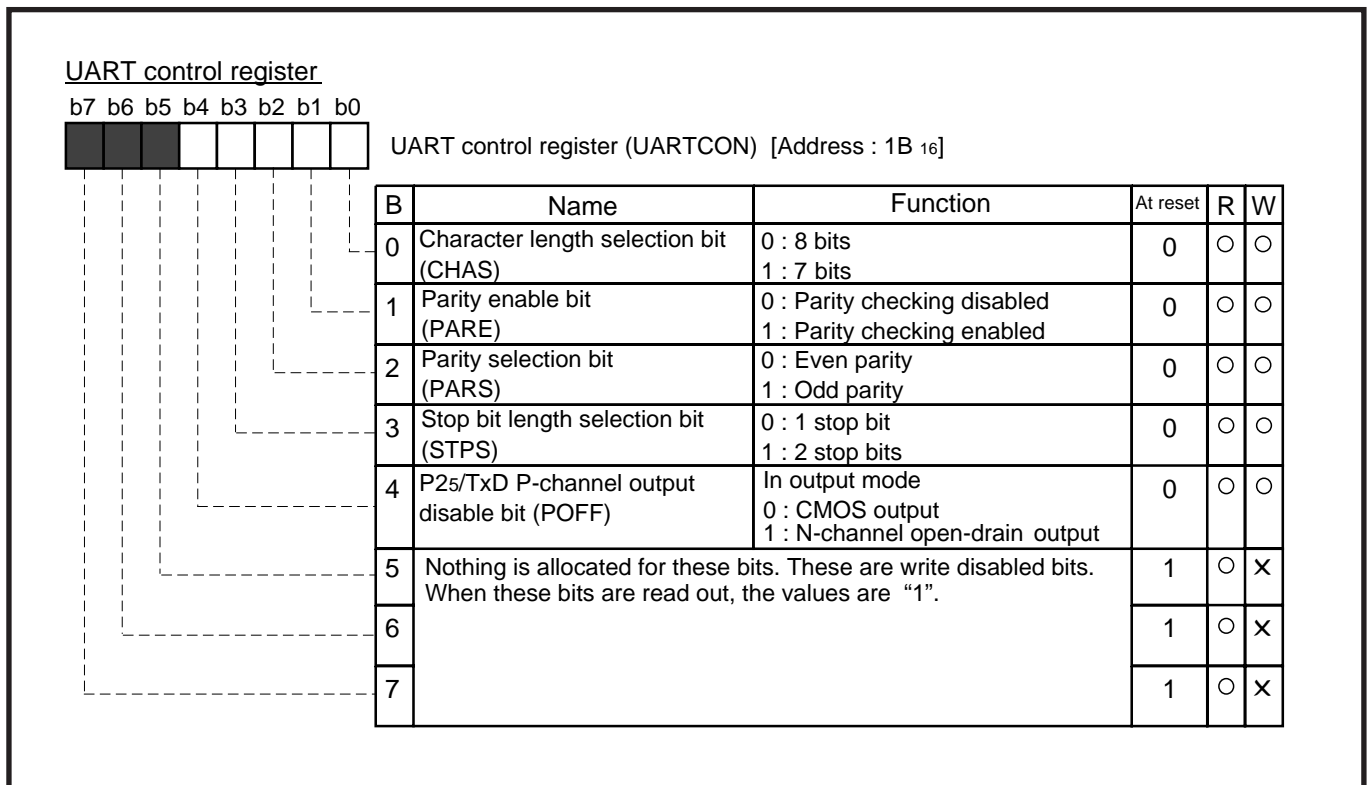 UART control register
b7 b6 b5 b4 b3 b2 b1 b0
UART control register (UARTCON) [Address : 1B 16]
B Name Function At reset R W
0 Character length selection bit (CHAS) 0 : 8 bits 0 ○ ○
1 : 7 bits
1 Parity enable bit (PARE) 0 : Parity checking disabled 0 ○ ○
1 : Parity checking enabled
2 Parity selection bit (PARS) 0 : Even parity 0 ○ ○
1 : Odd parity
3 Stop bit length selection bit (STPS) 0 : 1 stop bit 0 ○ ○
1 : 2 stop bits
4 P25/TxD P-channel output disable bit (POFF) In output mode 0 ○ ○
0 : CMOS output
1 : N-channel open-drain output
5 Nothing is allocated for these bits. These are write disabled bits. 1 ○ ×
When these bits are read out, the values are “1”.
6 1 ○ ×
7 1 ○ ×